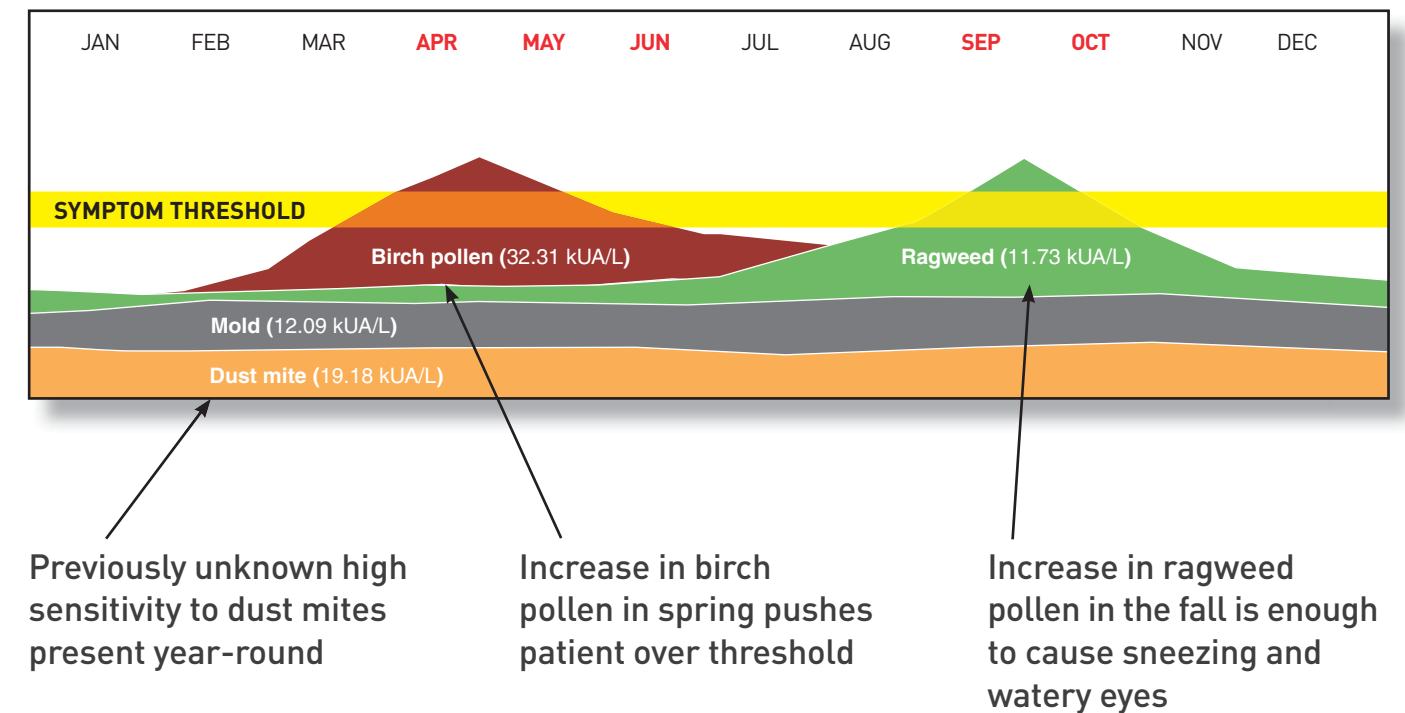 JAN FEB MAR APR MAY JUN JUL AUG SEP OCT NOV DEC
SYMPTOM THRESHOLD
Birch pollen (32.31 kUA/L)
Ragweed (11.73 kUA/L)
Mold (12.09 kUA/L)
Dust mite (19.18 kUA/L)
Previously unknown high
sensitivity to dust mites
present year-round
Increase in birch
pollen in spring pushes
patient over threshold
Increase in ragweed
pollen in the fall is enough
to cause sneezing and
watery eyes